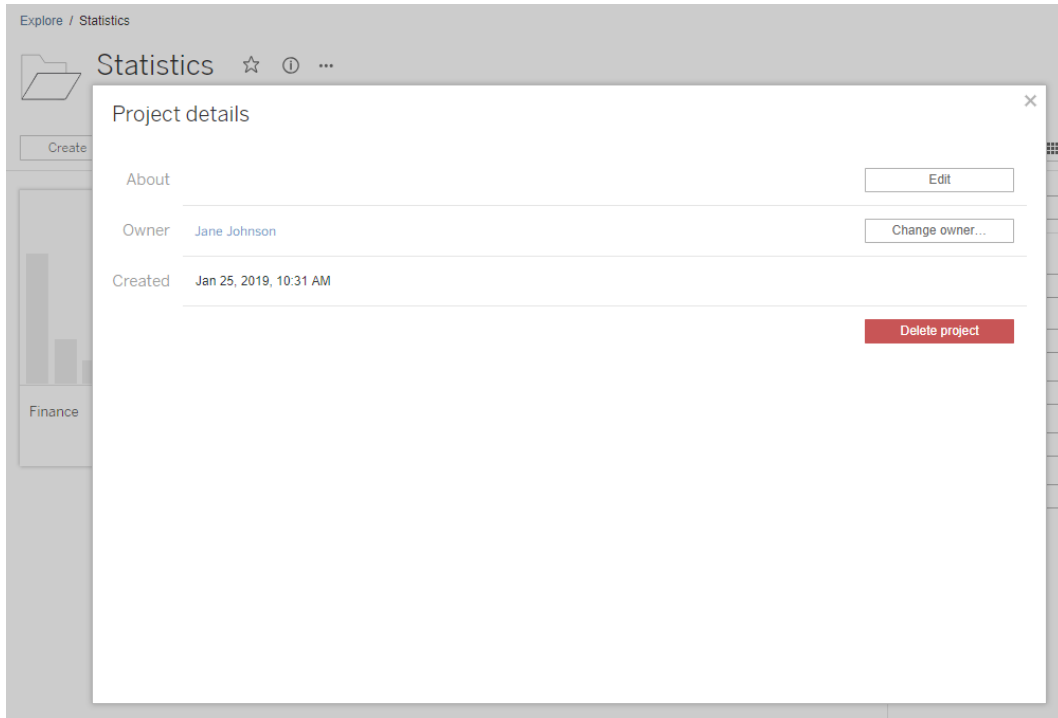 Explore / Statistics
Statistics
Project details
Create
About
Edit
Owner
Jane Johnson
Change owner...
Created
Jan 25, 2019, 10:31 AM
Delete project
Finance